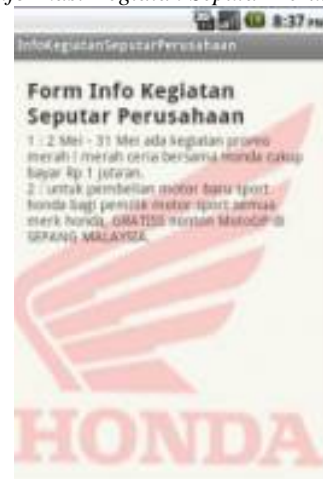 8:37 PM
InfoKegiatanSeputarPerusahaan
Form Info Kegiatan
Seputar Perusahaan
1 : 2 Mei - 31 Mei ada kegiatan promo
merah ! merah ceria bersama Honda cukup
bayar Rp 1 jutaan.
2 : untuk pembelian motor baru sport
honda bagi pemilik motor sport semua
merk honda, GRATISS nonton MotoGP di
SEPANG MALAYSIA.
HONDA